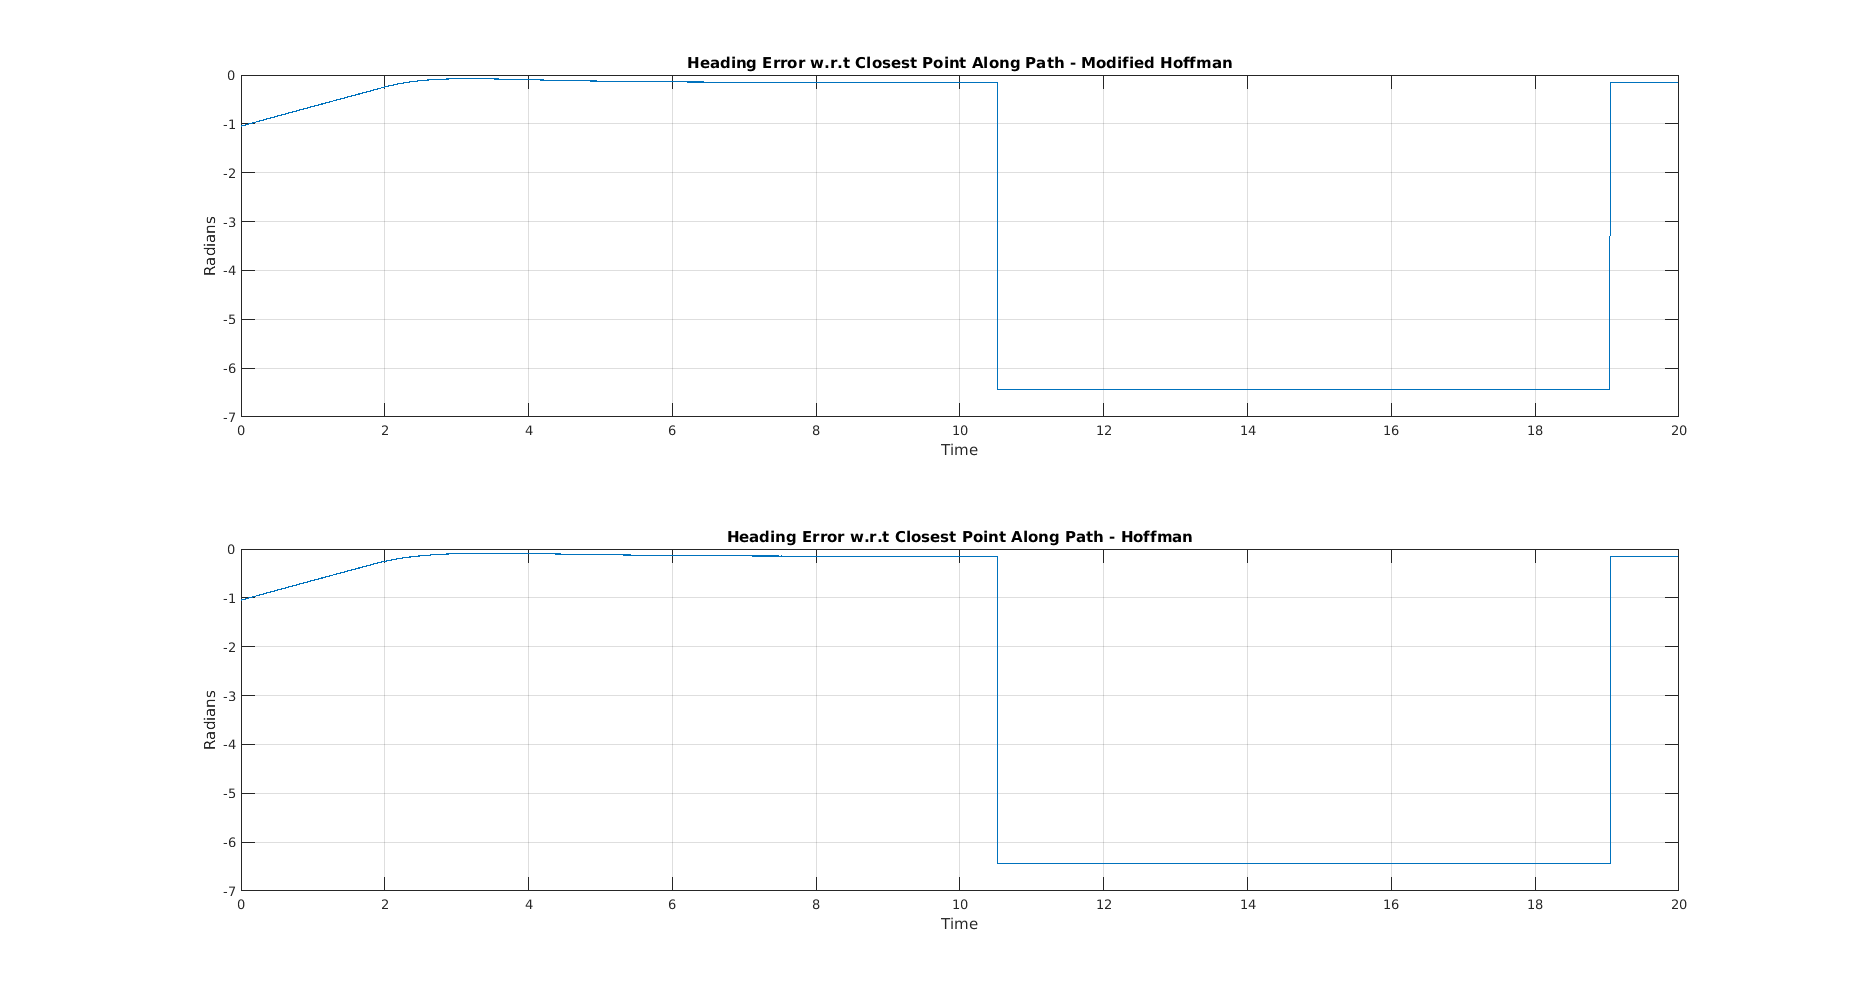 Heading Error w.r.t Closest Point Along Path - Modified Hoffman
0
-1
-2
-3
-4
-5
-6
-7
Radians
0 2 4 6 8 10 12 14 16 18 20
Time
Heading Error w.r.t Closest Point Along Path - Hoffman
0
-1
-2
-3
-4
-5
-6
-7
Radians
0 2 4 6 8 10 12 14 16 18 20
Time